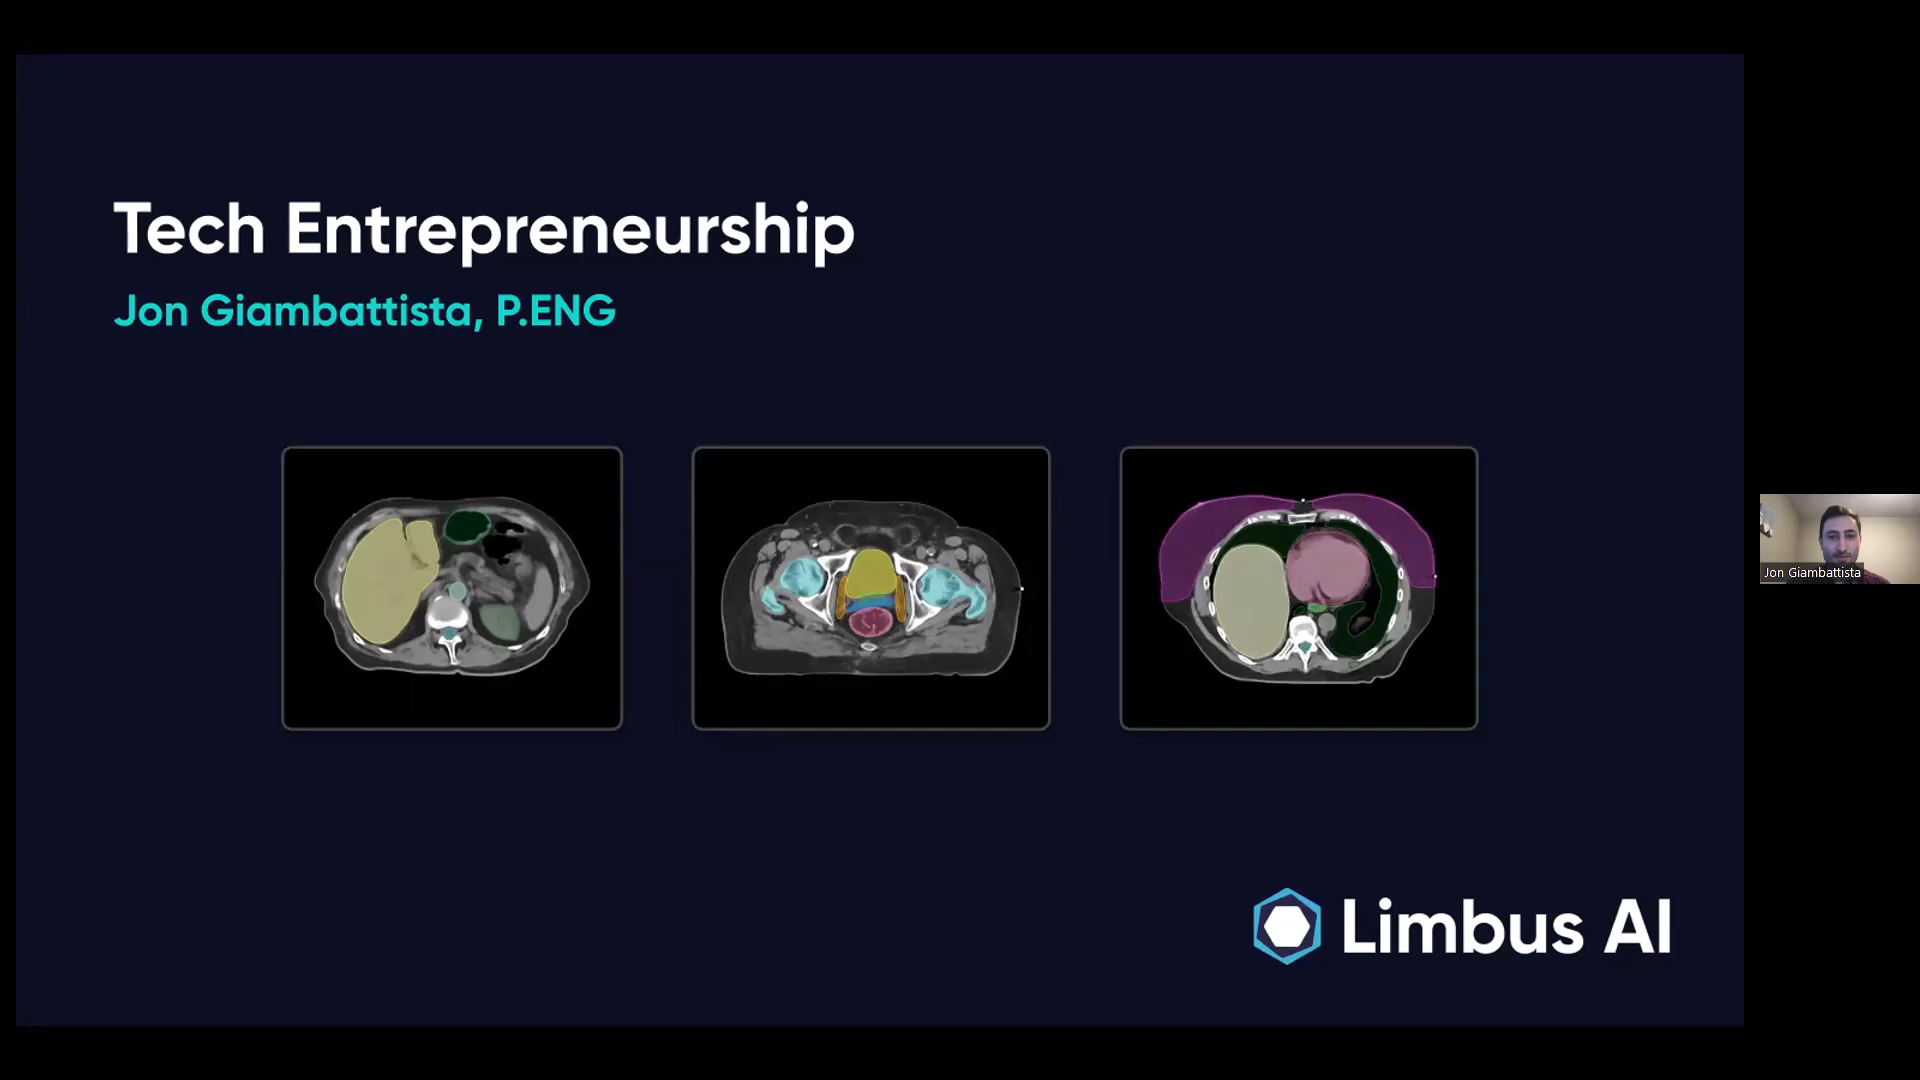 Tech Entrepreneurship
Jon Giambattista, P.ENG
Limbus AI
Jon Giambattista